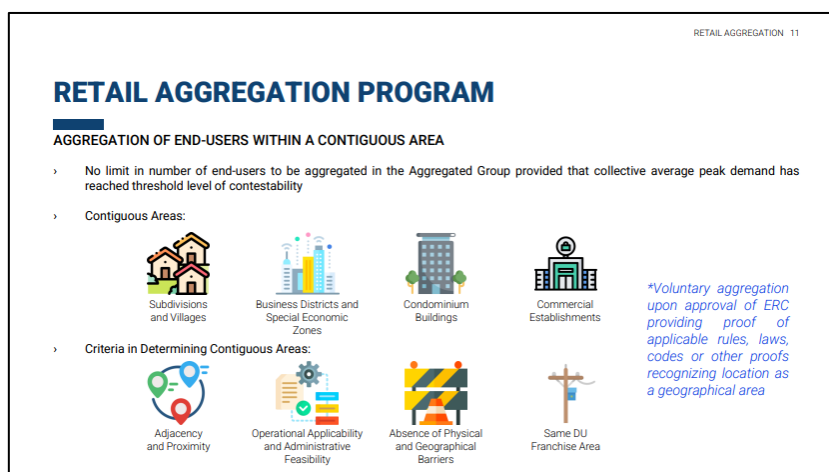 RETAIL AGGREGATION 11
RETAIL AGGREGATION PROGRAM
AGGREGATION OF END-USERS WITHIN A CONTIGUOUS AREA
› No limit in number of end-users to be aggregated in the Aggregated Group provided that collective average peak demand has
reached threshold level of contestability
› Contiguous Areas:
Subdivisions
and Villages
Business Districts and
Special Economic
Zones
Condominium
Buildings
Commercial
Establishments
*Voluntary aggregation
upon approval of ERC
providing proof of
applicable rules, laws,
codes or other proofs
recognizing location as
a geographical area
› Criteria in Determining Contiguous Areas:
Adjacency
and Proximity
Operational Applicability
and Administrative
Feasibility
Absence of Physical
and Geographical
Barriers
Same DU
Franchise Area